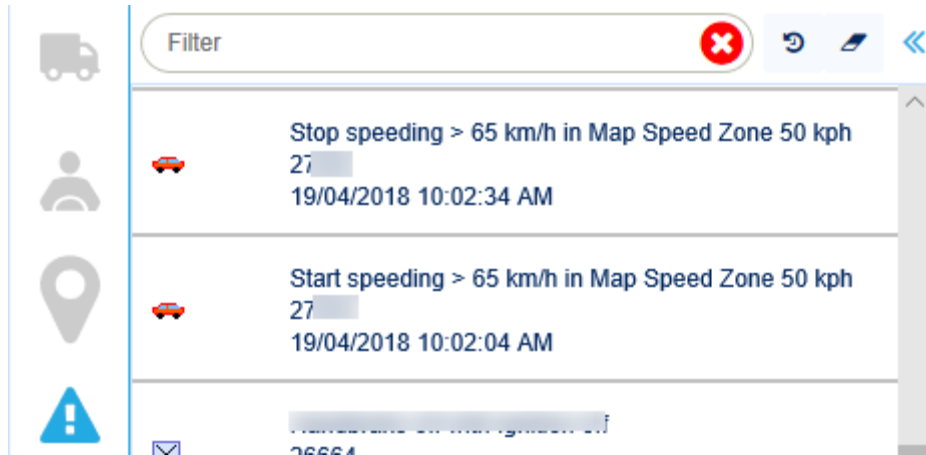 Filter
Stop speeding > 65 km/h in Map Speed Zone 50 kph
27
19/04/2018 10:02:34 AM
Start speeding > 65 km/h in Map Speed Zone 50 kph
27
19/04/2018 10:02:04 AM
26664